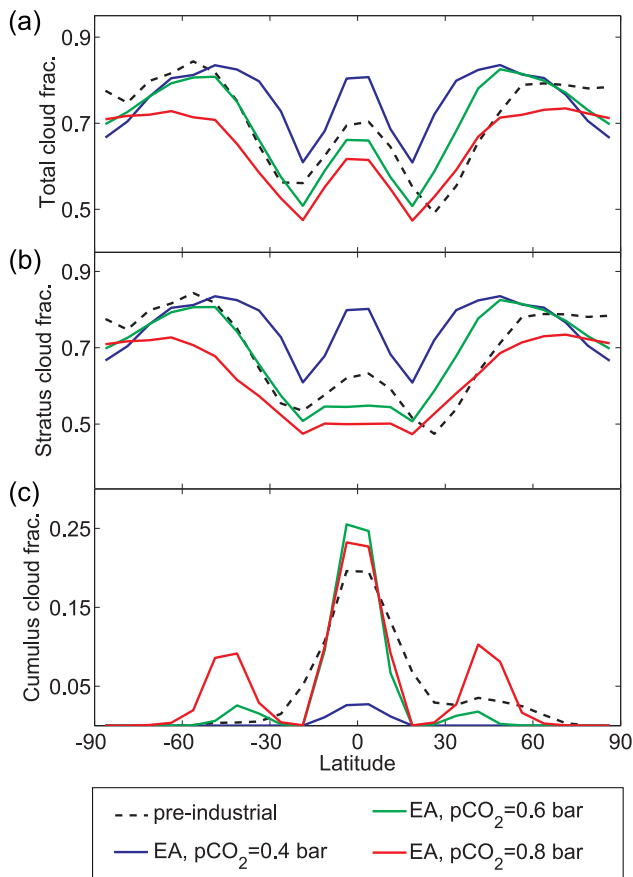 (a)
0.9
0.7
0.5
Total cloud frac.
(b)
0.9
0.7
0.5
Stratus cloud frac.
(c)
0.25
0.15
0.05
Cumulus cloud frac.
-90 -60 -30 0 30 60 90
Latitude
pre-industrial
EA, pCO₂=0.6 bar
EA, pCO₂=0.4 bar
EA, pCO₂=0.8 bar